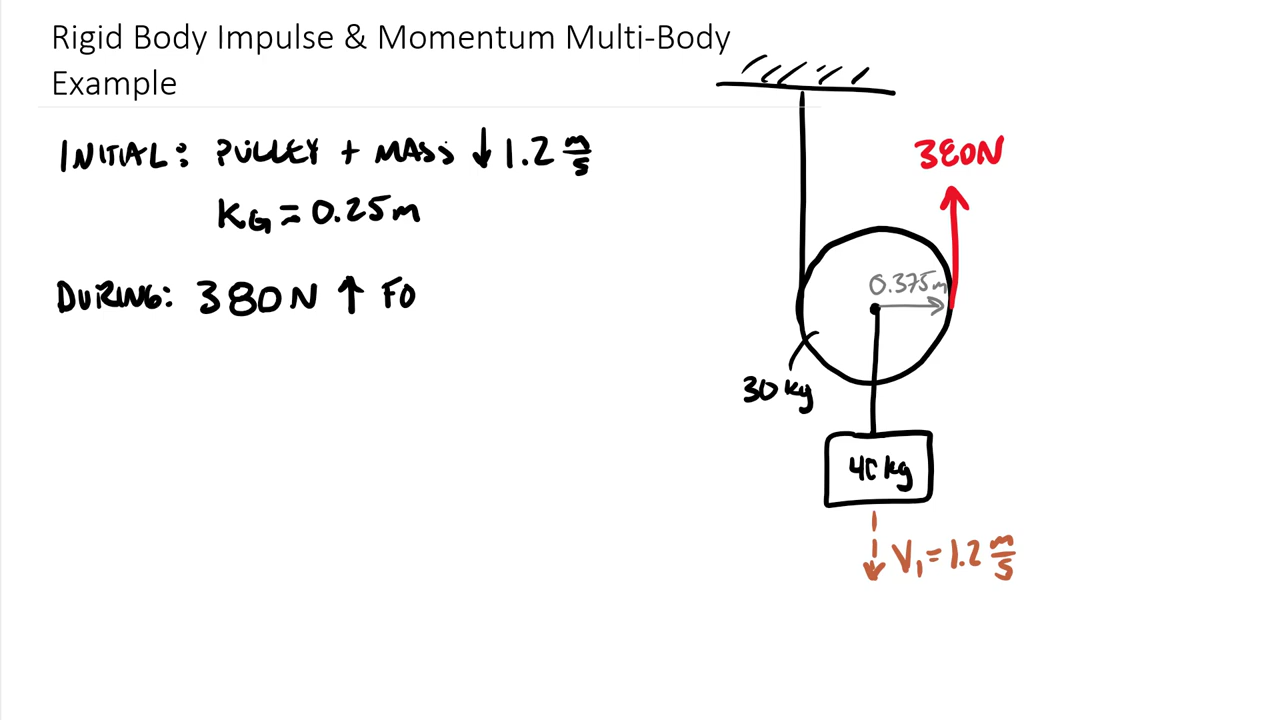 Rigid Body Impulse & Momentum Multi-Body
Example
INITIAL: PULLEY + MASS ↓ 1.2 m/s
KG = 0.25m
DURING: 380N ↑ FO
380N
0.375m
30 kg
40 kg
V₁ = 1.2 m/s